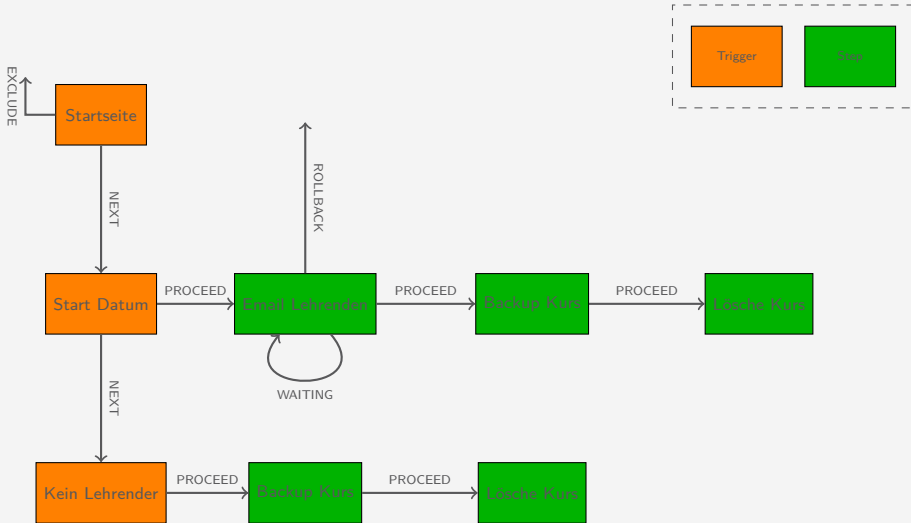 Trigger
Step
EXCLUDE
Startseite
NEXT
ROLLBACK
Start Datum
PROCEED
Email Lehrenden
PROCEED
Backup Kurs
PROCEED
Lösche Kurs
WAITING
NEXT
Kein Lehrender
PROCEED
Backup Kurs
PROCEED
Lösche Kurs